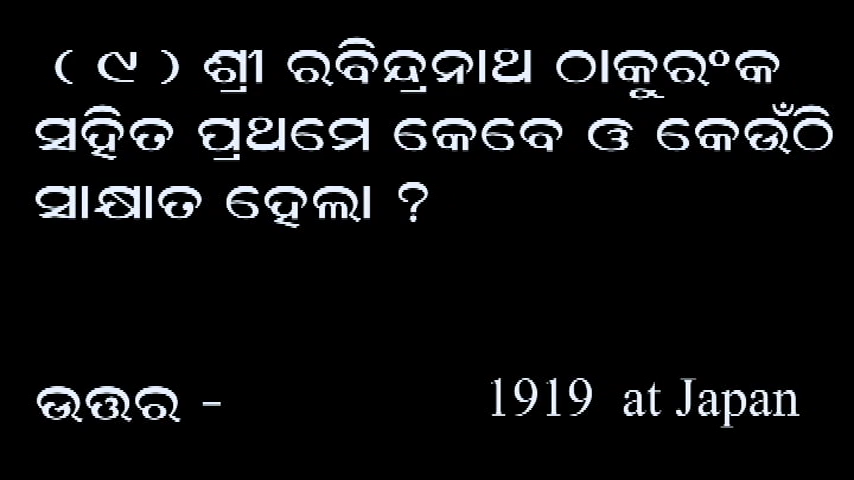 ( ୯ ) ଶ୍ରୀ ରବିନ୍ଦ୍ରନାଥ ଠାକୁରଂକ
ସହିତ ପ୍ରଥମେ କେବେ ଓ କେଉଁଠି
ସାକ୍ଷାତ ହେଲା ?
ଉତ୍ତର - 1919 at Japan